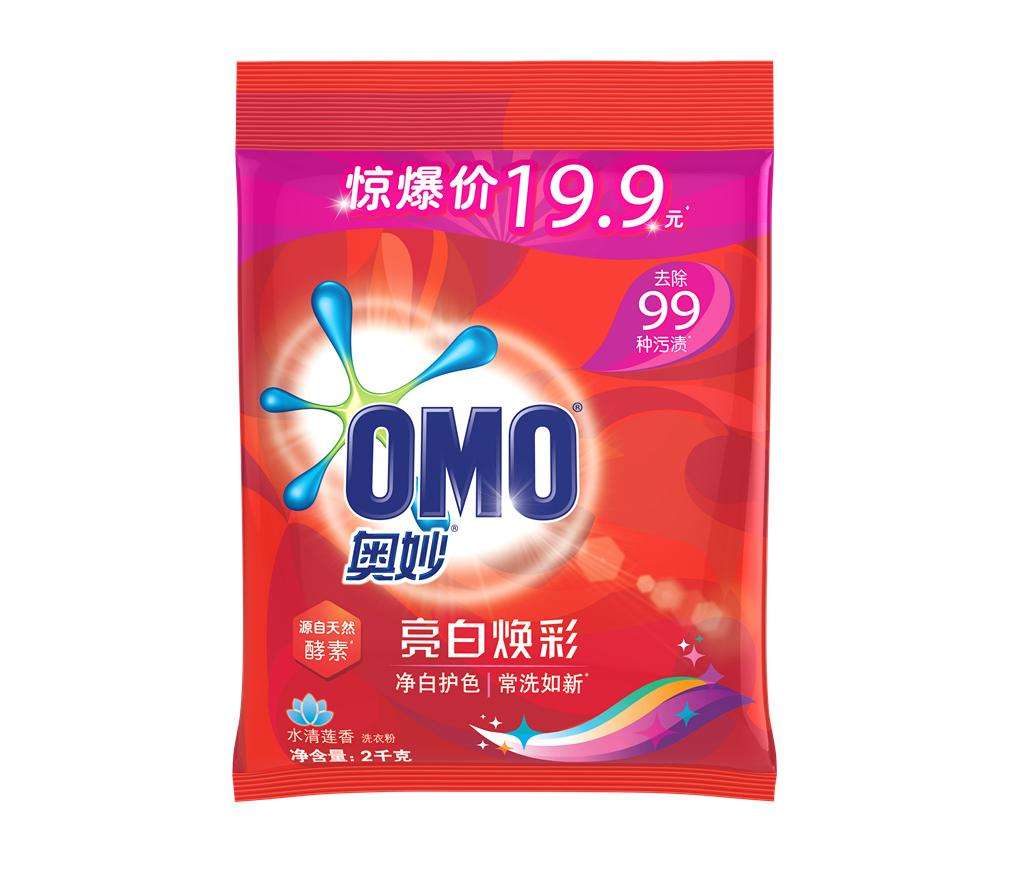 惊爆价19.9元*
去除
99
种污渍*
OMO®
奥妙®
源自天然
酵素*
亮白焕彩
净白护色|常洗如新*
水清莲香 洗衣粉
净含量:2千克